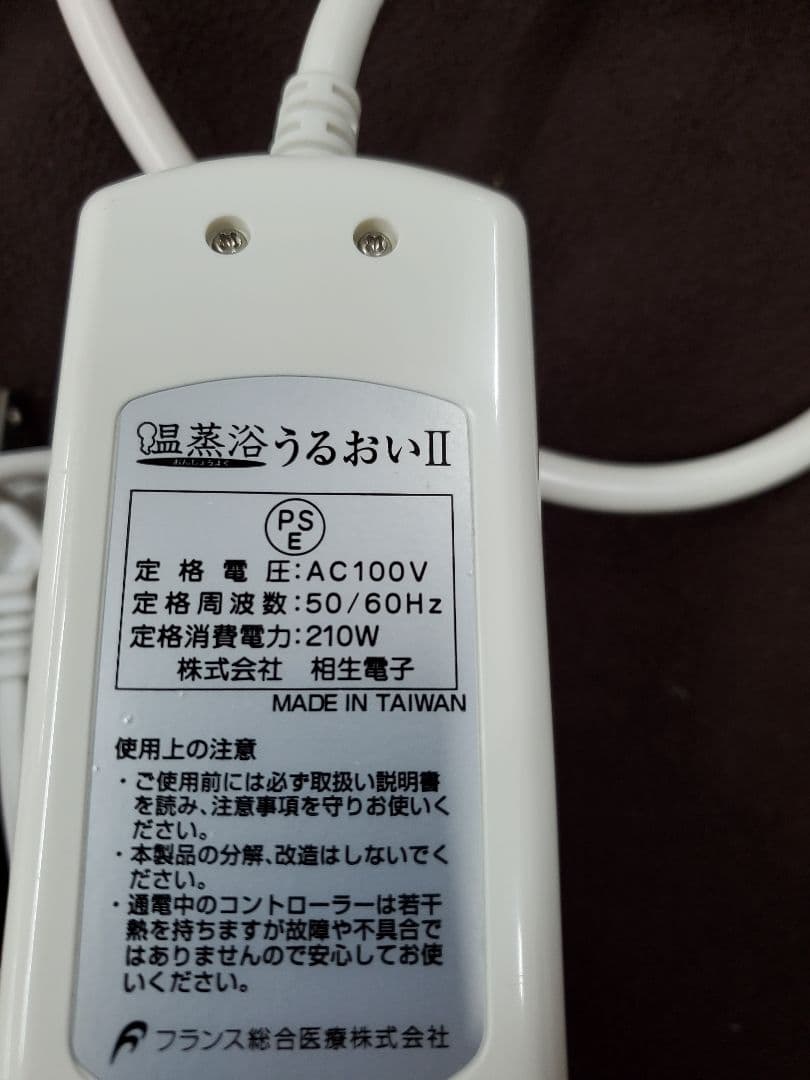 温蒸浴うるおいⅡ
おんじょうよく
PS
E
定格電圧:AC100V
定格周波数:50/60Hz
定格消費電力:210W
株式会社 相生電子
MADE IN TAIWAN
使用上の注意
・ご使用前には必ず取扱い説明書
を読み、注意事項を守りお使いく
ださい。
・本製品の分解、改造はしないでく
ださい。
・通電中のコントローラーは若干
熱を持ちますが故障や不具合で
はありませんので安心してお使
いください。
フランス総合医療株式会社